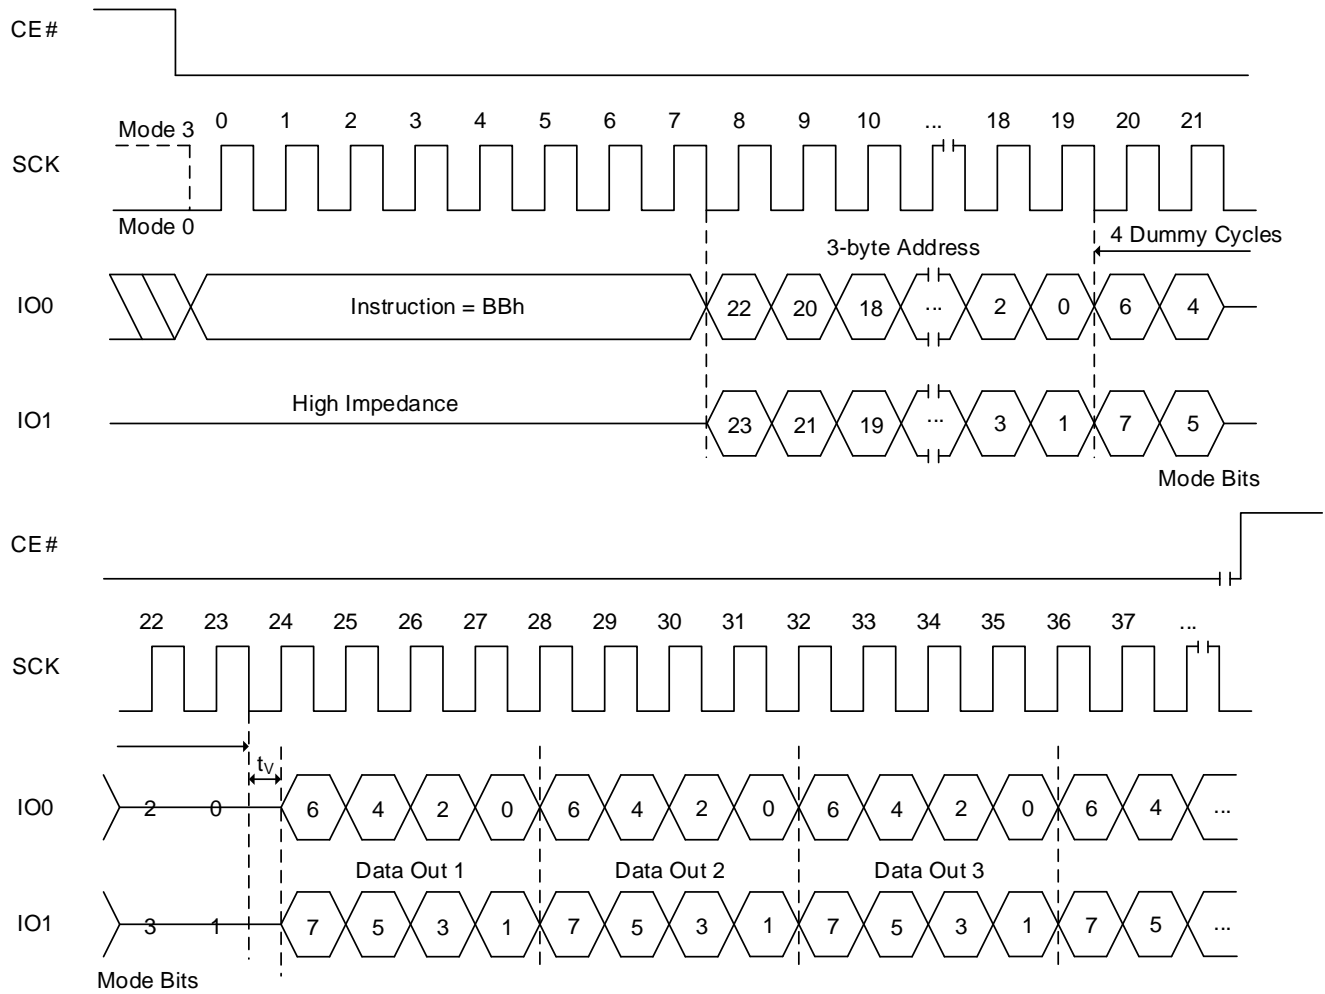 CE#
Mode 3 0 1 2 3 4 5 6 7 8 9 10 ... 18 19 20 21
SCK
Mode 0
3-byte Address 4 Dummy Cycles
IO0 Instruction = BBh 22 20 18 ... 2 0 6 4
High Impedance
IO1 23 21 19 ... 3 1 7 5
Mode Bits
CE#
22 23 24 25 26 27 28 29 30 31 32 33 34 35 36 37 ...
SCK
tV
IO0 2 0 6 4 2 0 6 4 2 0 6 4 2 0 6 4 ...
Data Out 1 Data Out 2 Data Out 3
IO1 3 1 7 5 3 1 7 5 3 1 7 5 3 1 7 5 ...
Mode Bits